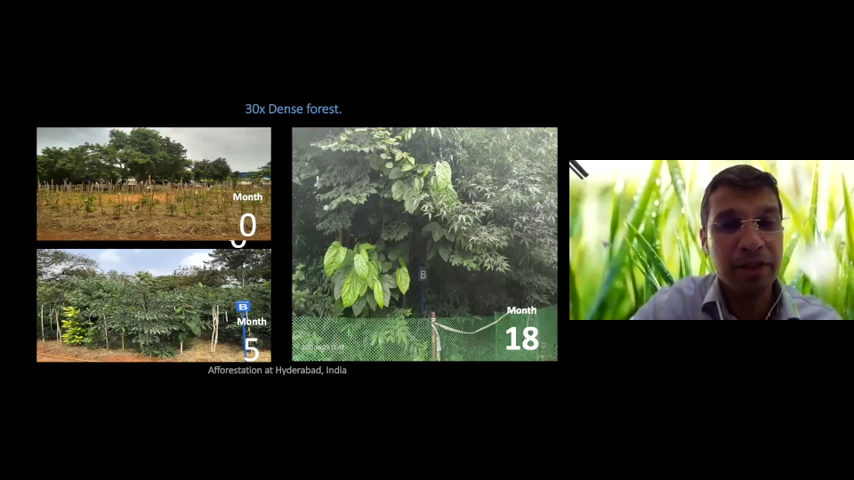 30x Dense forest.
Month
0
B
Month
5
B
Month
18
Afforestation at Hyderabad, India